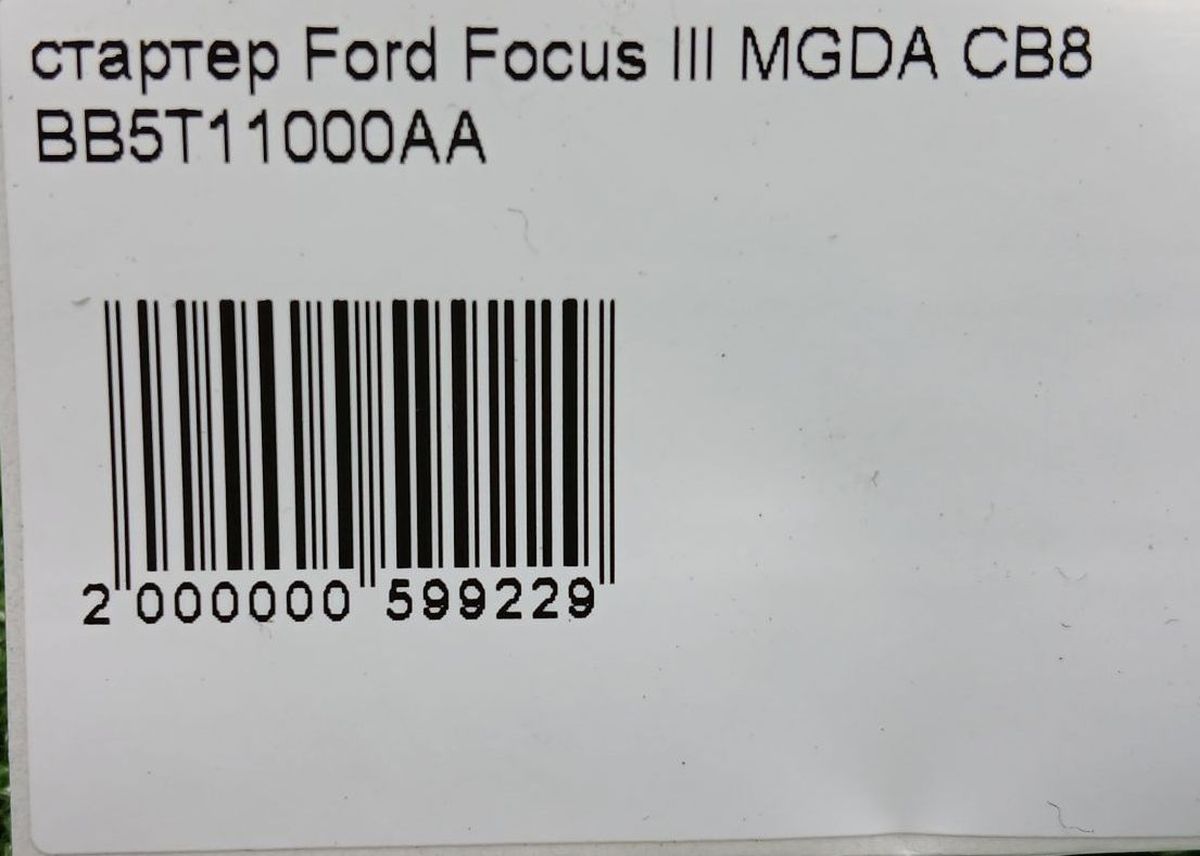 стартер Ford Focus III MGDA CB8
BB5T11000AA
2 000000 599229